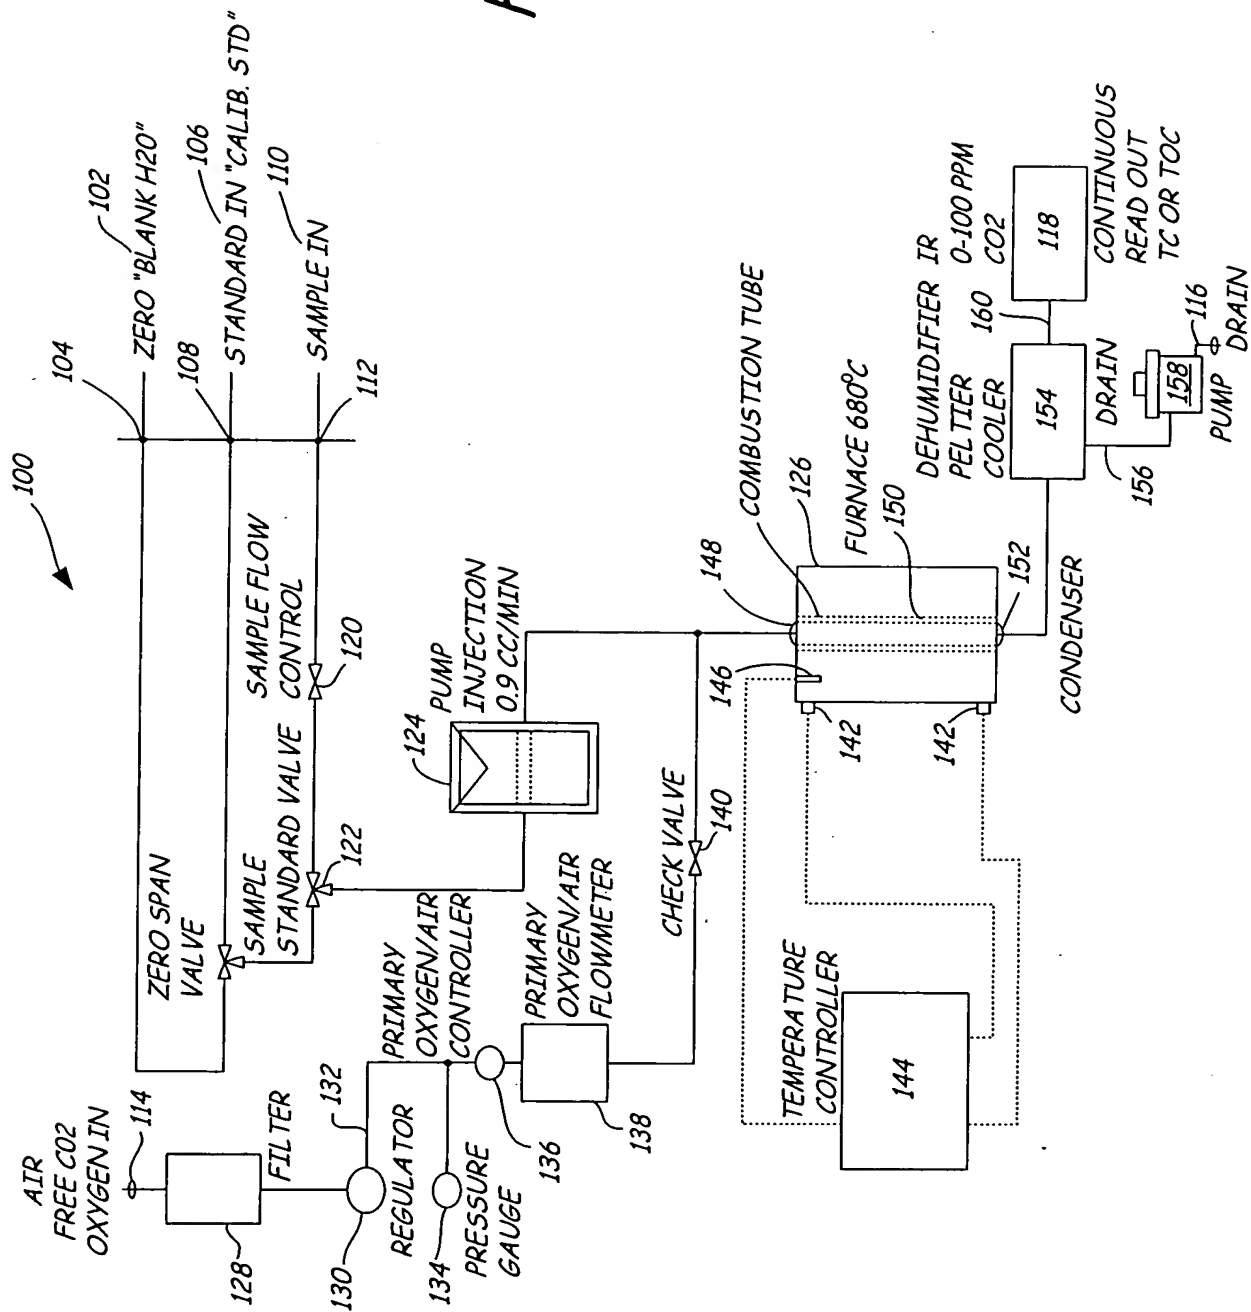 100
102
ZERO "BLANK H20"
104
106
STANDARD IN "CALIB. STD"
108
110
SAMPLE IN
112
SAMPLE FLOW
CONTROL
120
ZERO SPAN
VALVE
SAMPLE
STANDARD VALVE
122
AIR
FREE CO2
OXYGEN IN
114
128
FILTER
130
REGULATOR
132
134
PRESSURE
GAUGE
PRIMARY
OXYGEN/AIR
CONTROLLER
136
PRIMARY
OXYGEN/AIR
FLOWMETER
138
124
PUMP
INJECTION
0.9 CC/MIN
CHECK VALVE
140
TEMPERATURE
CONTROLLER
144
142
142
146
148
COMBUSTION TUBE
126
FURNACE 680°C
150
152
CONDENSER
DEHUMIDIFIER
PELTIER
COOLER
154
DRAIN
156
158
PUMP
116
DRAIN
160
IR
0-100 PPM
CO2
118
CONTINUOUS
READ OUT
TC OR TOC